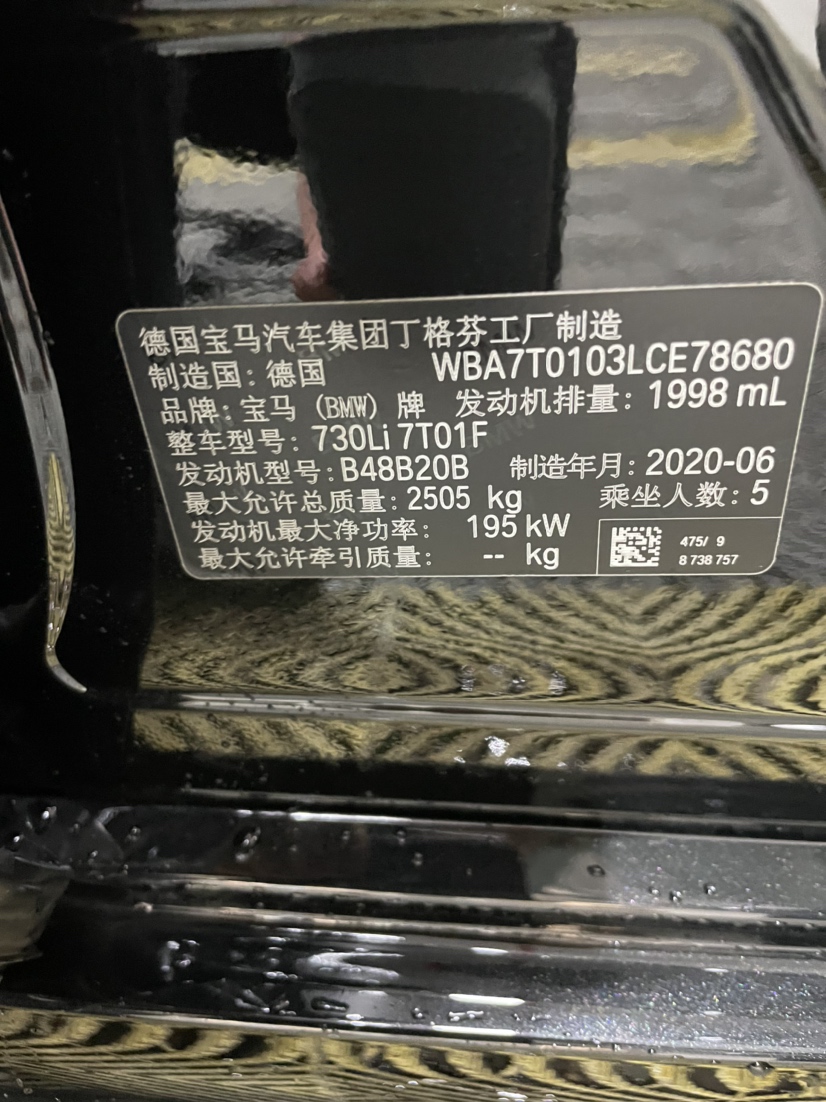 德国宝马汽车集团丁格芬工厂制造
制造国：德国 WBA7T0103LCE78680
品牌：宝马 (BMW) 牌 发动机排量：1998 mL
整车型号：730Li 7T01F
发动机型号：B48B20B 制造年月：2020-06
最大允许总质量：2505 kg 乘坐人数：5
发动机最大净功率： 195 kW
最大允许牵引质量： -- kg
475/ 9
8 738 757